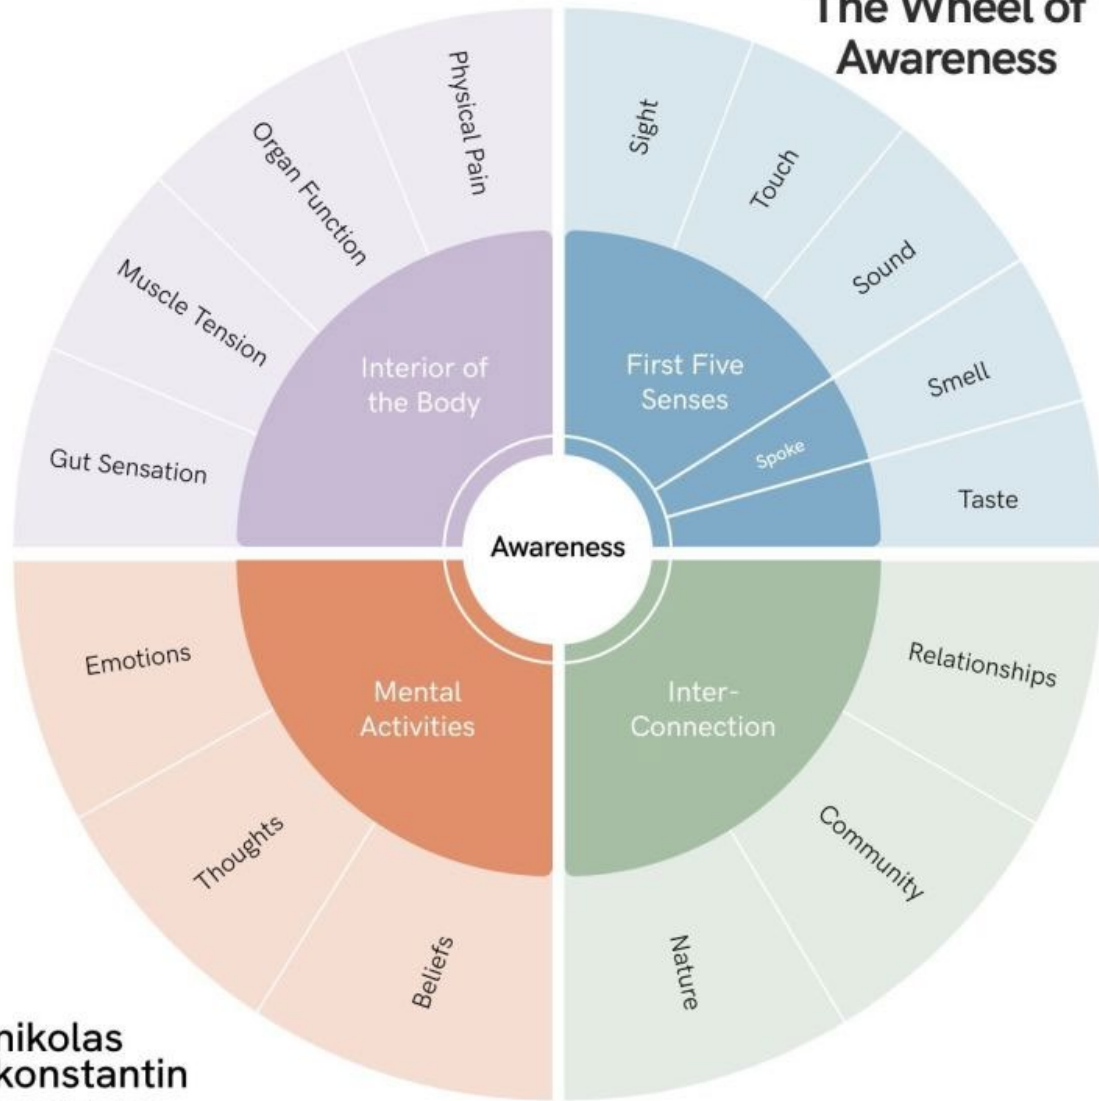 The Wheel of
Awareness
Physical Pain
Organ Function
Muscle Tension
Gut Sensation
Interior of
the Body
Sight
Touch
Sound
Smell
Taste
First Five
Senses
Spoke
Awareness
Emotions
Thoughts
Beliefs
Mental
Activities
Inter-
Connection
Relationships
Community
Nature
nikolas
konstantin